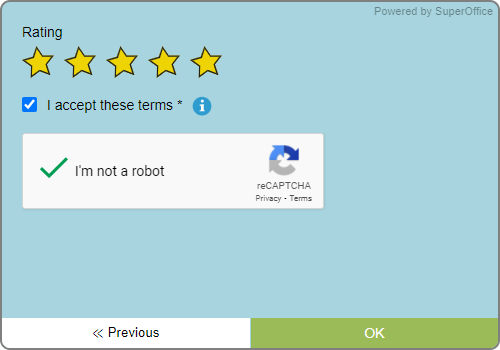 Powered by SuperOffice
Rating
I accept these terms *
I'm not a robot
reCAPTCHA
Privacy - Terms
Previous
OK